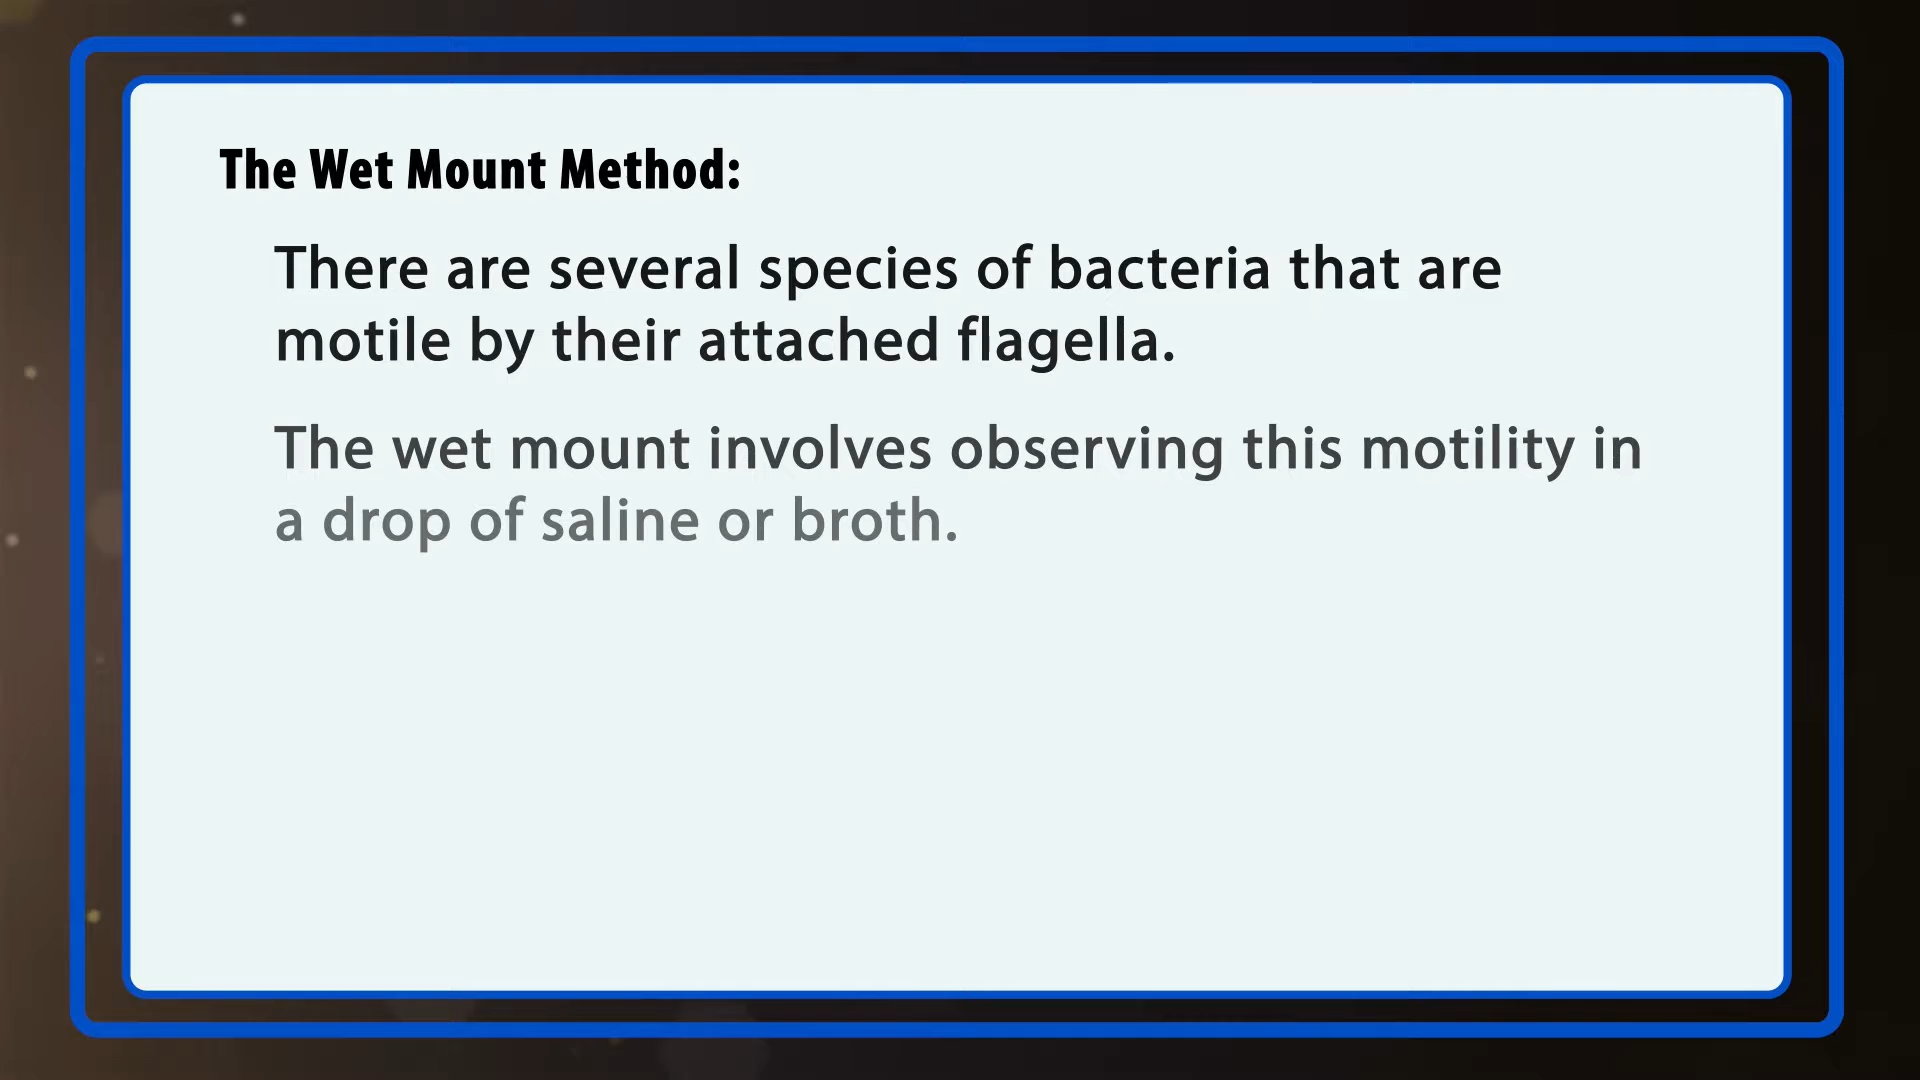 The Wet Mount Method:
There are several species of bacteria that are
motile by their attached flagella.
The wet mount involves observing this motility in
a drop of saline or broth.